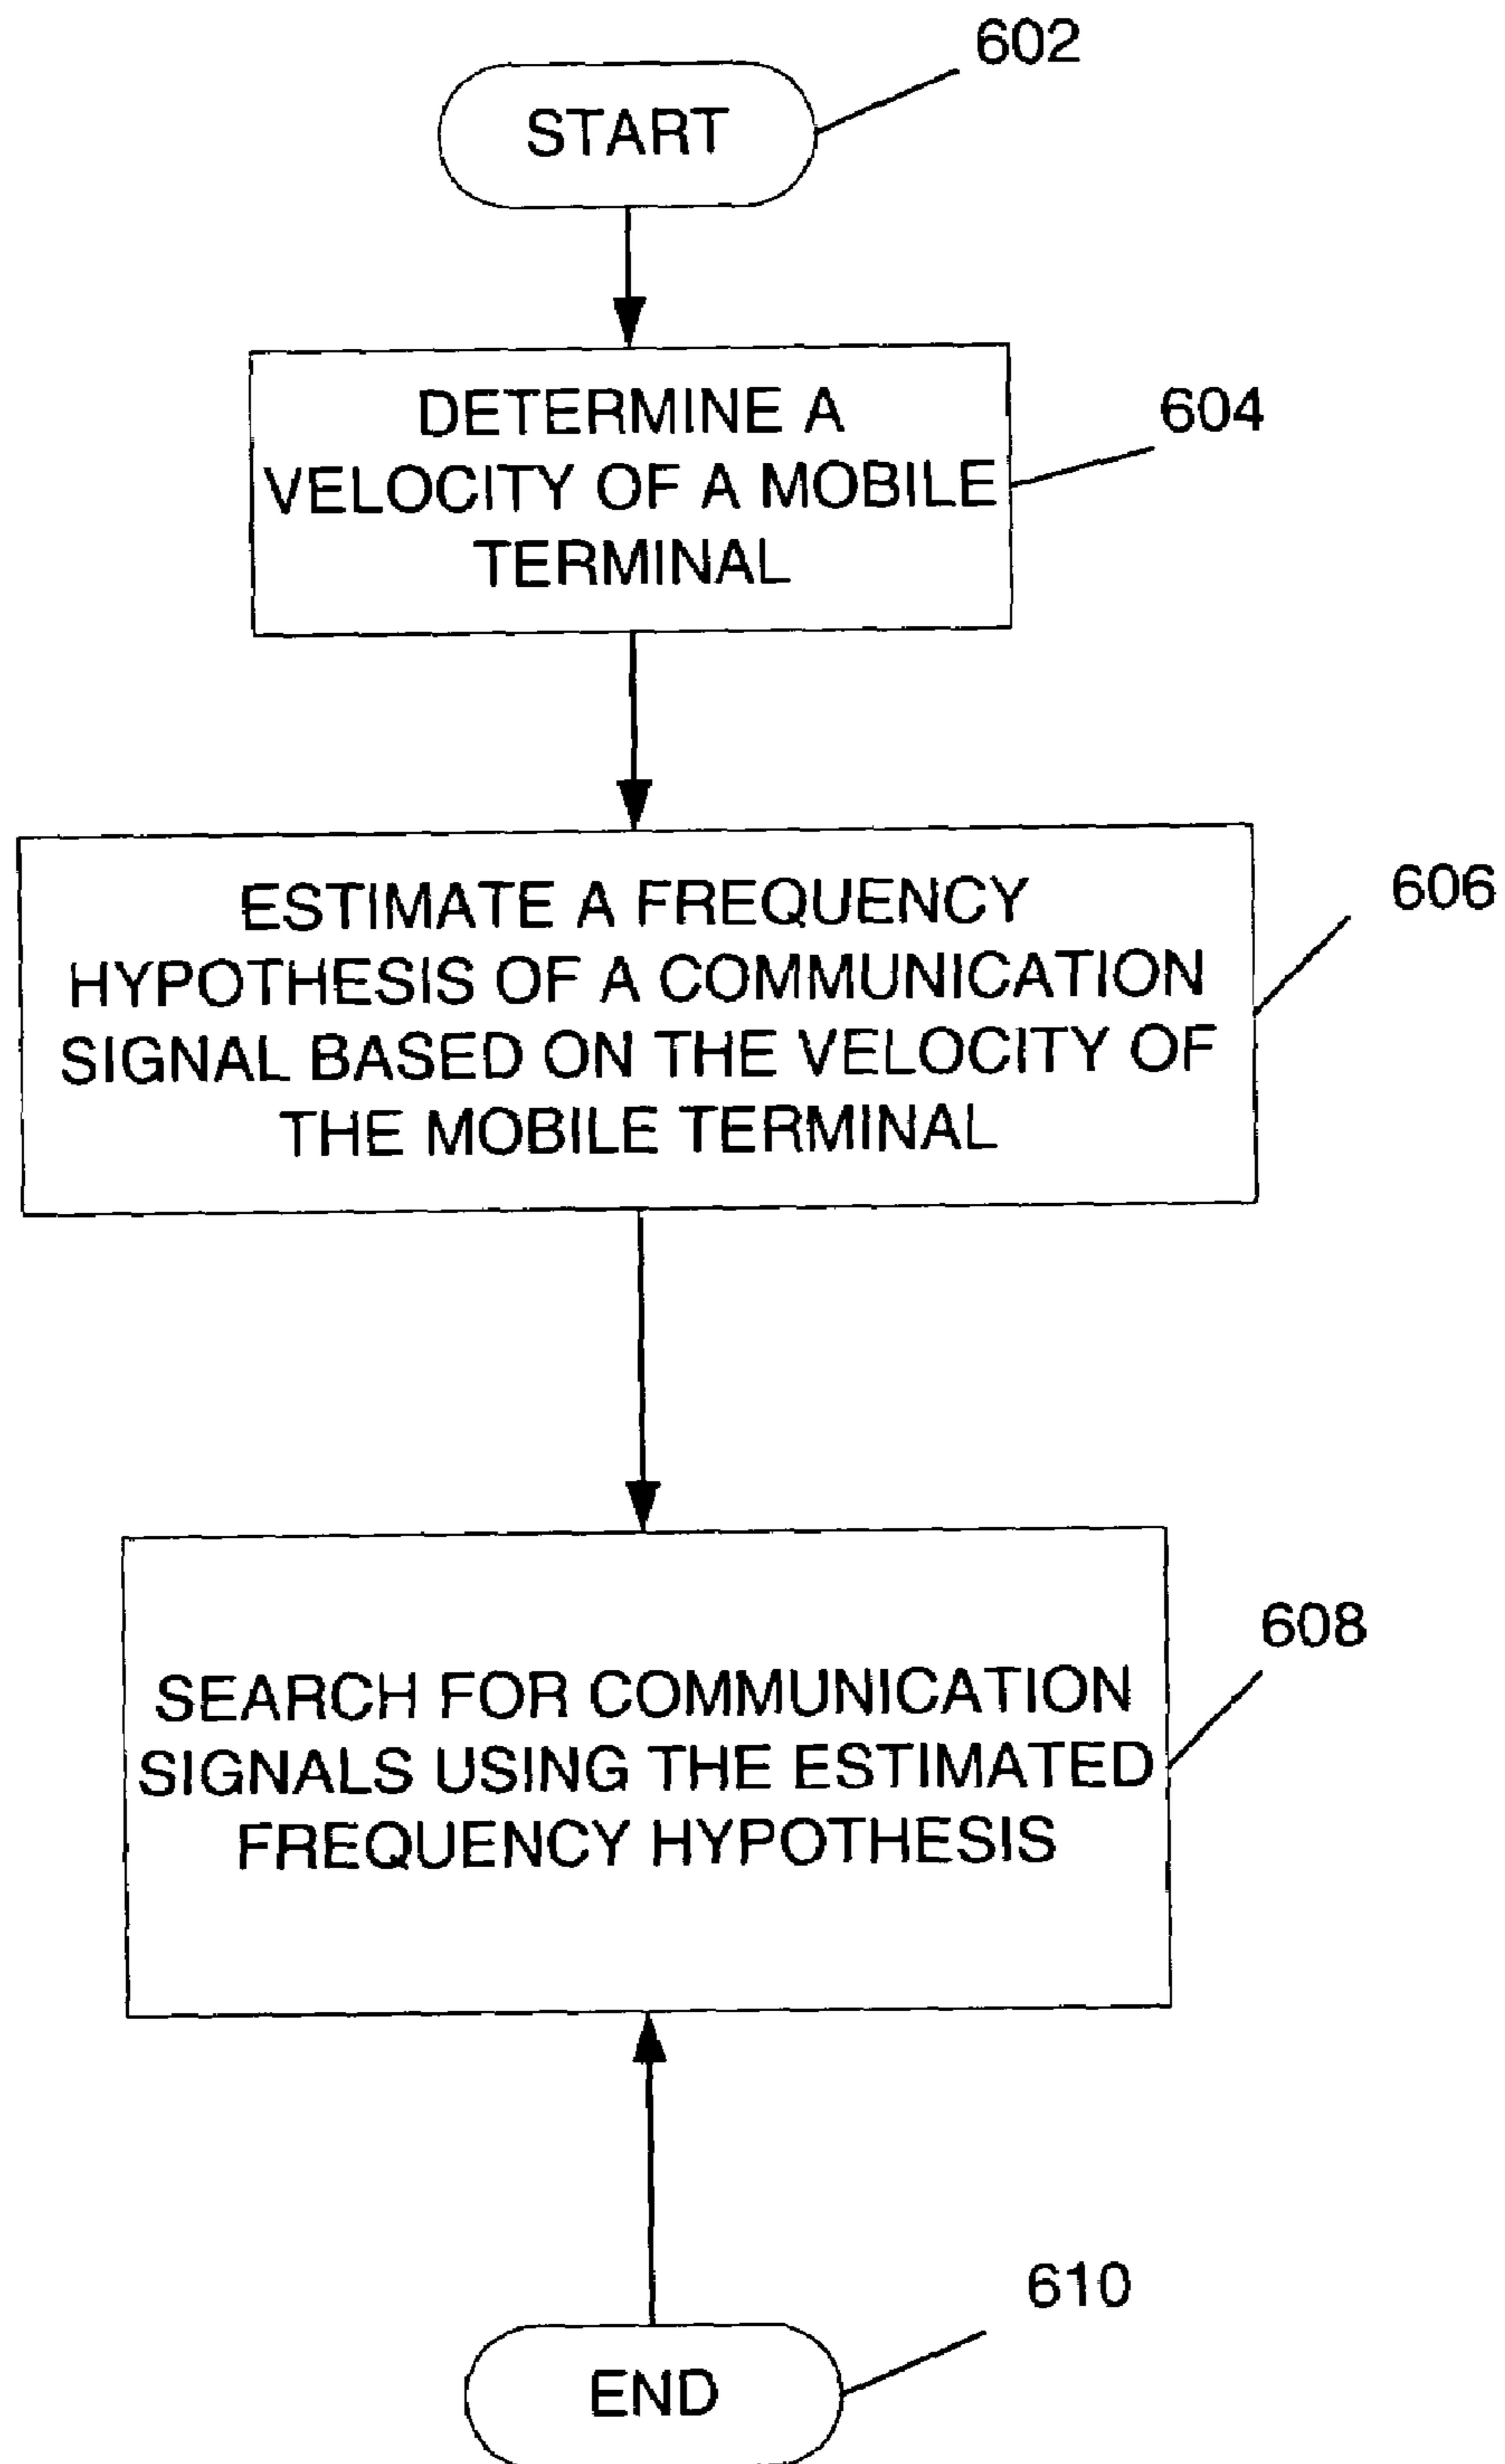 602
START
DETERMINE A
VELOCITY OF A MOBILE
TERMINAL
604
ESTIMATE A FREQUENCY
HYPOTHESIS OF A COMMUNICATION
SIGNAL BASED ON THE VELOCITY OF
THE MOBILE TERMINAL
606
SEARCH FOR COMMUNICATION
SIGNALS USING THE ESTIMATED
FREQUENCY HYPOTHESIS
608
610
END